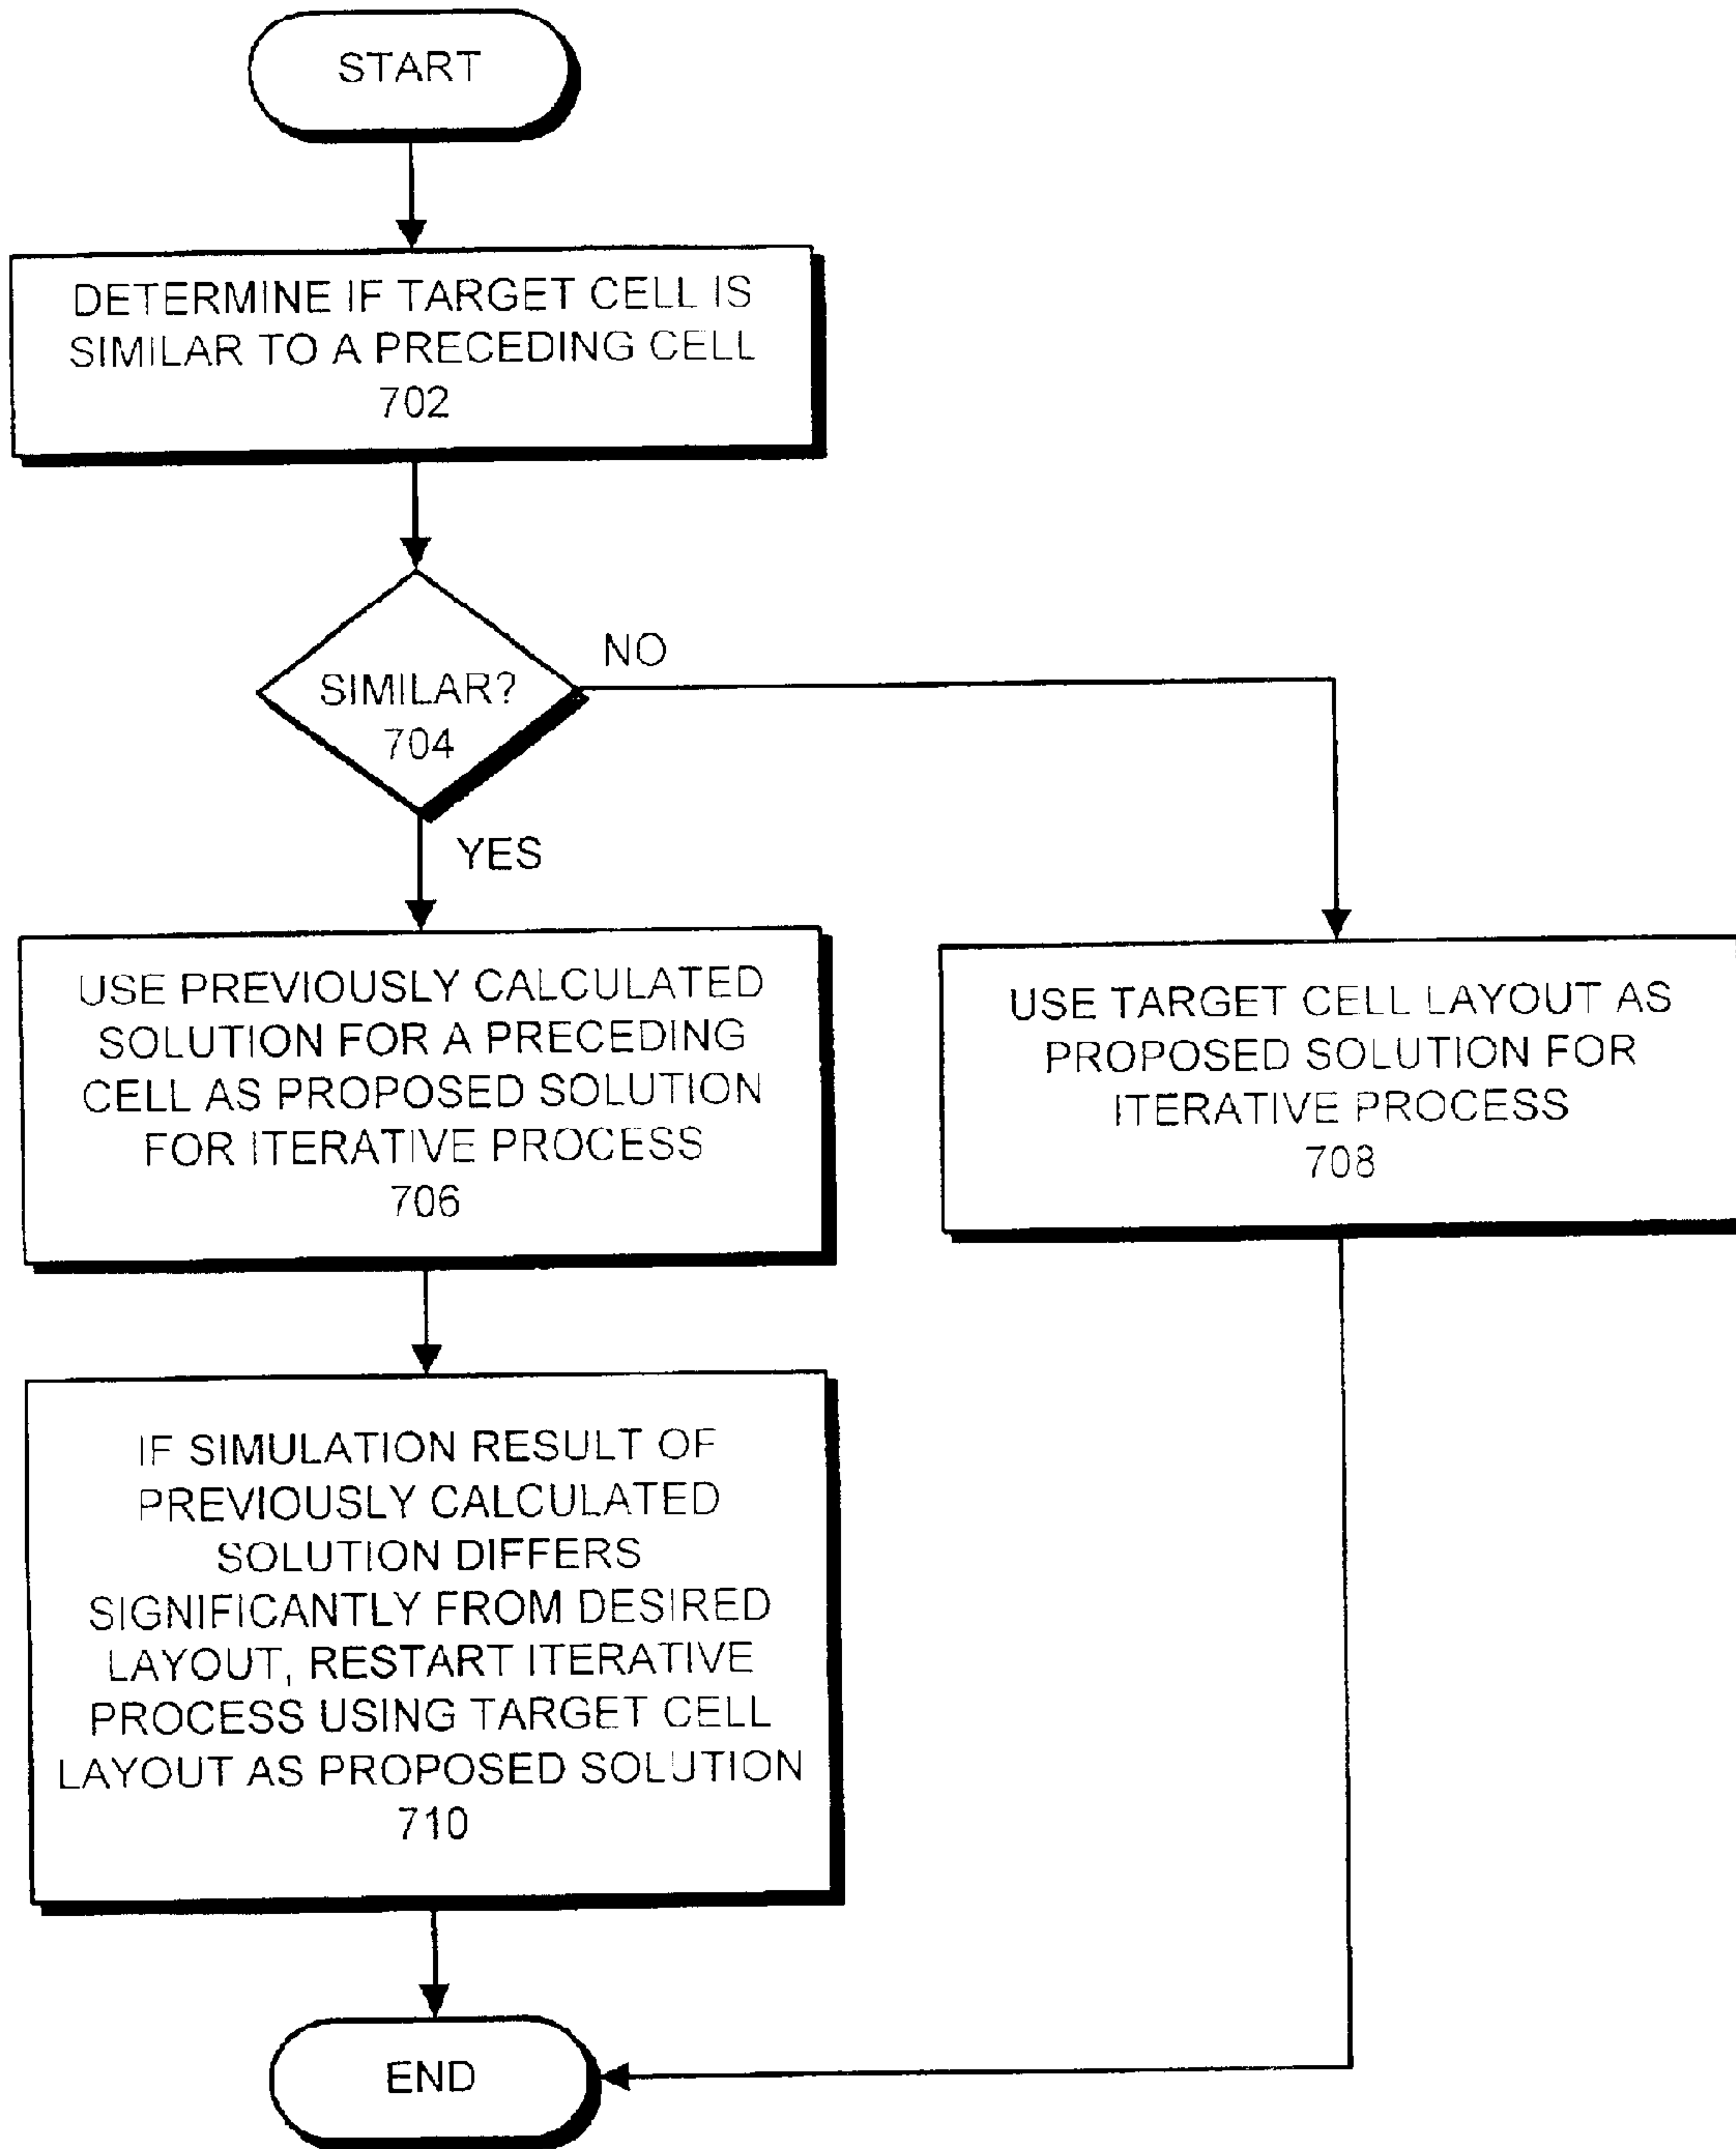 START
DETERMINE IF TARGET CELL IS
SIMILAR TO A PRECEDING CELL
702
SIMILAR?
704
NO
YES
USE PREVIOUSLY CALCULATED
SOLUTION FOR A PRECEDING
CELL AS PROPOSED SOLUTION
FOR ITERATIVE PROCESS
706
USE TARGET CELL LAYOUT AS
PROPOSED SOLUTION FOR
ITERATIVE PROCESS
708
IF SIMULATION RESULT OF
PREVIOUSLY CALCULATED
SOLUTION DIFFERS
SIGNIFICANTLY FROM DESIRED
LAYOUT, RESTART ITERATIVE
PROCESS USING TARGET CELL
LAYOUT AS PROPOSED SOLUTION
710
END